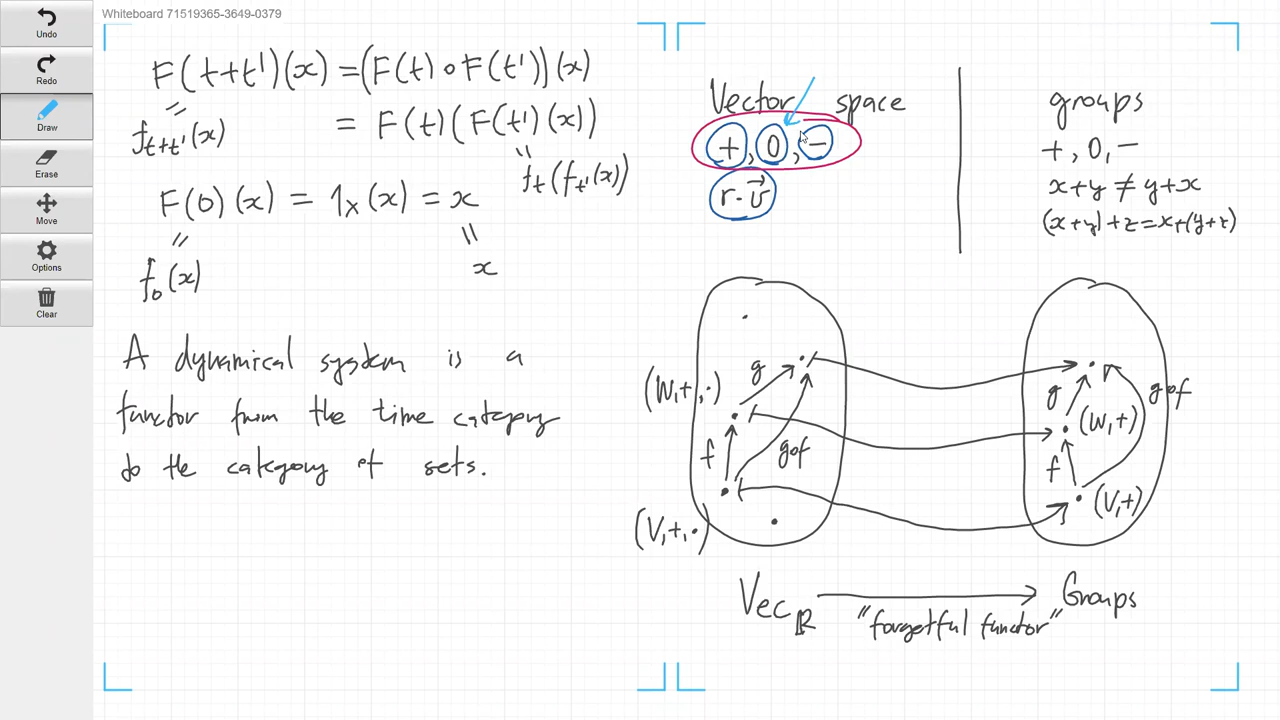 Whiteboard 71519365-3649-0379
Undo
Redo
Draw
Erase
Move
Options
Clear
F(t+t')(x) = (F(t) ∘ F(t'))(x)
= F(t)(F(t')(x))
f_{t+t'}(x)
f_t(f_{t'}(x))
F(0)(x) = 1_X(x) = x
f_0(x)
x
A dynamical system is a
functor from the time category
to the category of sets.
Vector space
+, 0, -
r·v⃗
groups
+, 0, -
x+y ≠ y+x
(x+y)+z=x+(y+z)
(W,+,·)
g
f
g∘f
(V,+,·)
g
g∘f
(W,+)
f
(V,+)
Vec_ℝ
Groups
"forgetful functor"